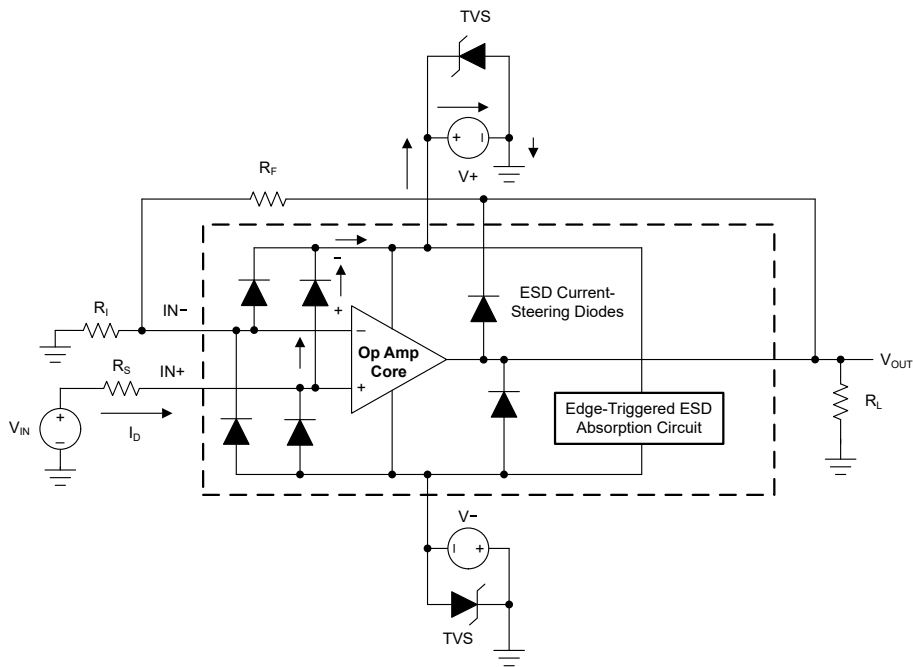 TVS
+
−
V+
RF
−
+
ESD Current-
Steering Diodes
RI
IN−
−
Op Amp
Core
VOUT
RS
IN+
+
RL
Edge-Triggered ESD
Absorption Circuit
VIN
+
−
ID
V−
−
+
TVS